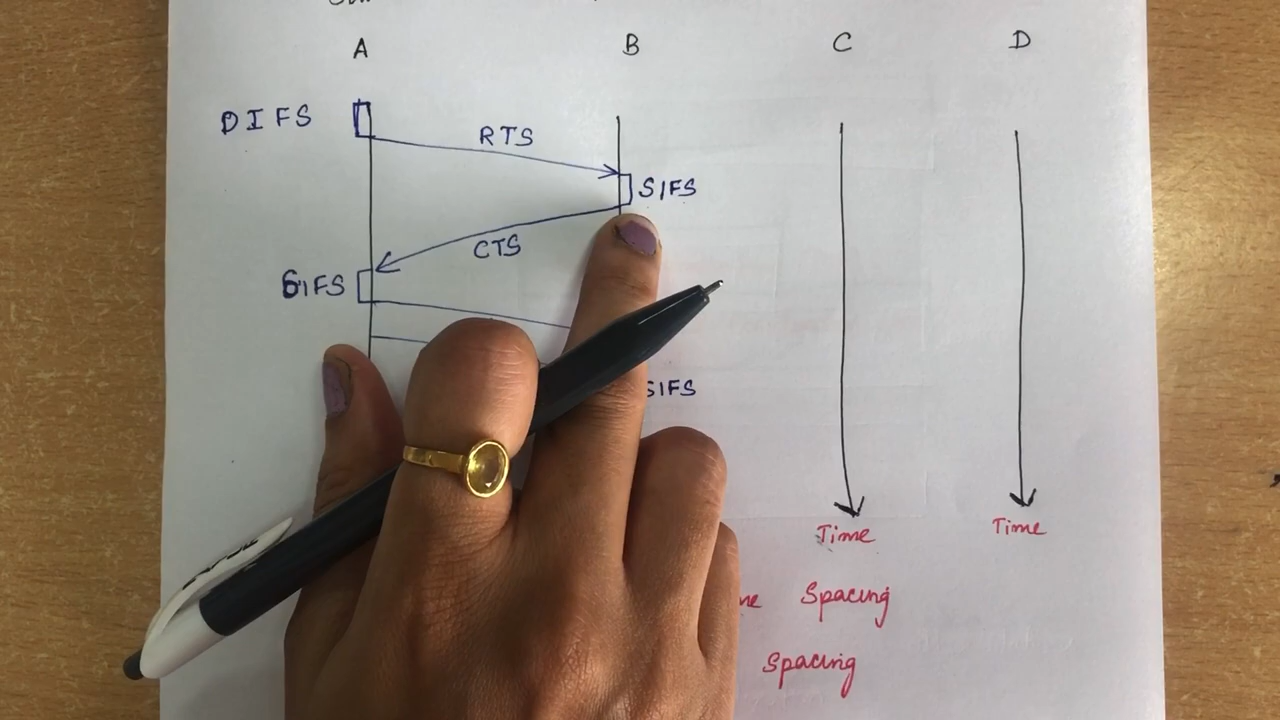 A B C D
DIFS
RTS
SIFS
CTS
SIFS
SIFS
Time Time
Spacing
Spacing